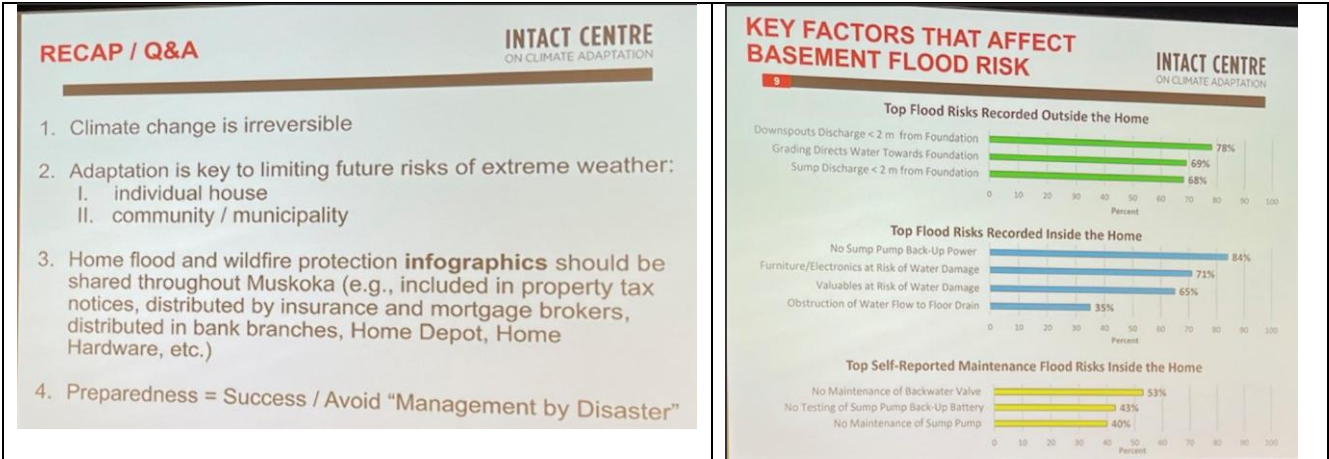 RECAP / Q&A
INTACT CENTRE
ON CLIMATE ADAPTATION
1. Climate change is irreversible
2. Adaptation is key to limiting future risks of extreme weather:
I. individual house
II. community / municipality
3. Home flood and wildfire protection infographics should be
shared throughout Muskoka (e.g., included in property tax
notices, distributed by insurance and mortgage brokers,
distributed in bank branches, Home Depot, Home
Hardware, etc.)
4. Preparedness = Success / Avoid “Management by Disaster”
KEY FACTORS THAT AFFECT
BASEMENT FLOOD RISK
INTACT CENTRE
ON CLIMATE ADAPTATION
9
Top Flood Risks Recorded Outside the Home
Downspouts Discharge < 2 m from Foundation 78%
Grading Directs Water Towards Foundation 69%
Sump Discharge < 2 m from Foundation 68%
0 10 20 30 40 50 60 70 80 90 100
Percent
Top Flood Risks Recorded Inside the Home
No Sump Pump Back-Up Power 84%
Furniture/Electronics at Risk of Water Damage 71%
Valuables at Risk of Water Damage 65%
Obstruction of Water Flow to Floor Drain 35%
0 10 20 30 40 50 60 70 80 90 100
Percent
Top Self-Reported Maintenance Flood Risks Inside the Home
No Maintenance of Backwater Valve 53%
No Testing of Sump Pump Back-Up Battery 43%
No Maintenance of Sump Pump 40%
0 10 20 30 40 50 60 70 80 90 100
Percent